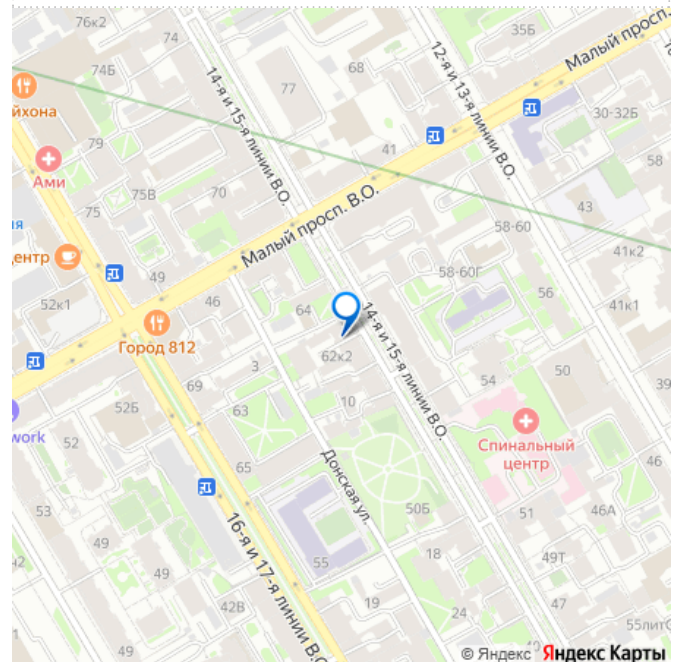 76к2
74
35Б
Малый просп.
74Б
68
12-я и 13-я линии В.О.
77
14-я и 15-я линии В.О.
йхона
30-32Б
79
41
Ами
58
70
75В
75
43
Малый просп. В.О.
58-60
ентр
41к2
49
58-60Г
52к1
46
56
64
41к1
14-я и 15-я линии В.О.
Город 812
62к2
3
50
54
39
69
10
52Б
63
Спинальный
центр
work
52
Донская ул.
65
46
53
50Б
51
46А
16-я и 17-я линии В.О.
49
55
18
49Т
49
19
47
42В
24
55лит
© Яндекс Яндекс Карты